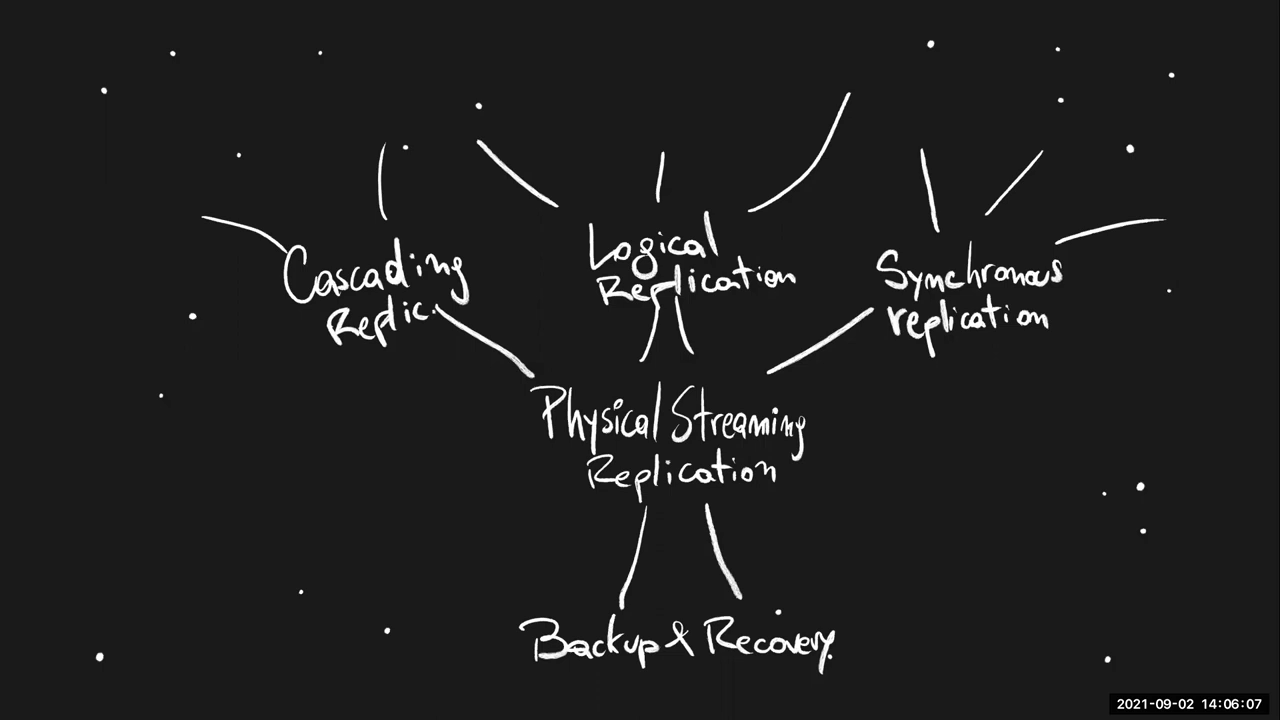 Cascading
Replic.
Logical
Replication
Synchronous
replication
Physical Streaming
Replication
Backup & Recovery.
2021-09-02 14:06:07